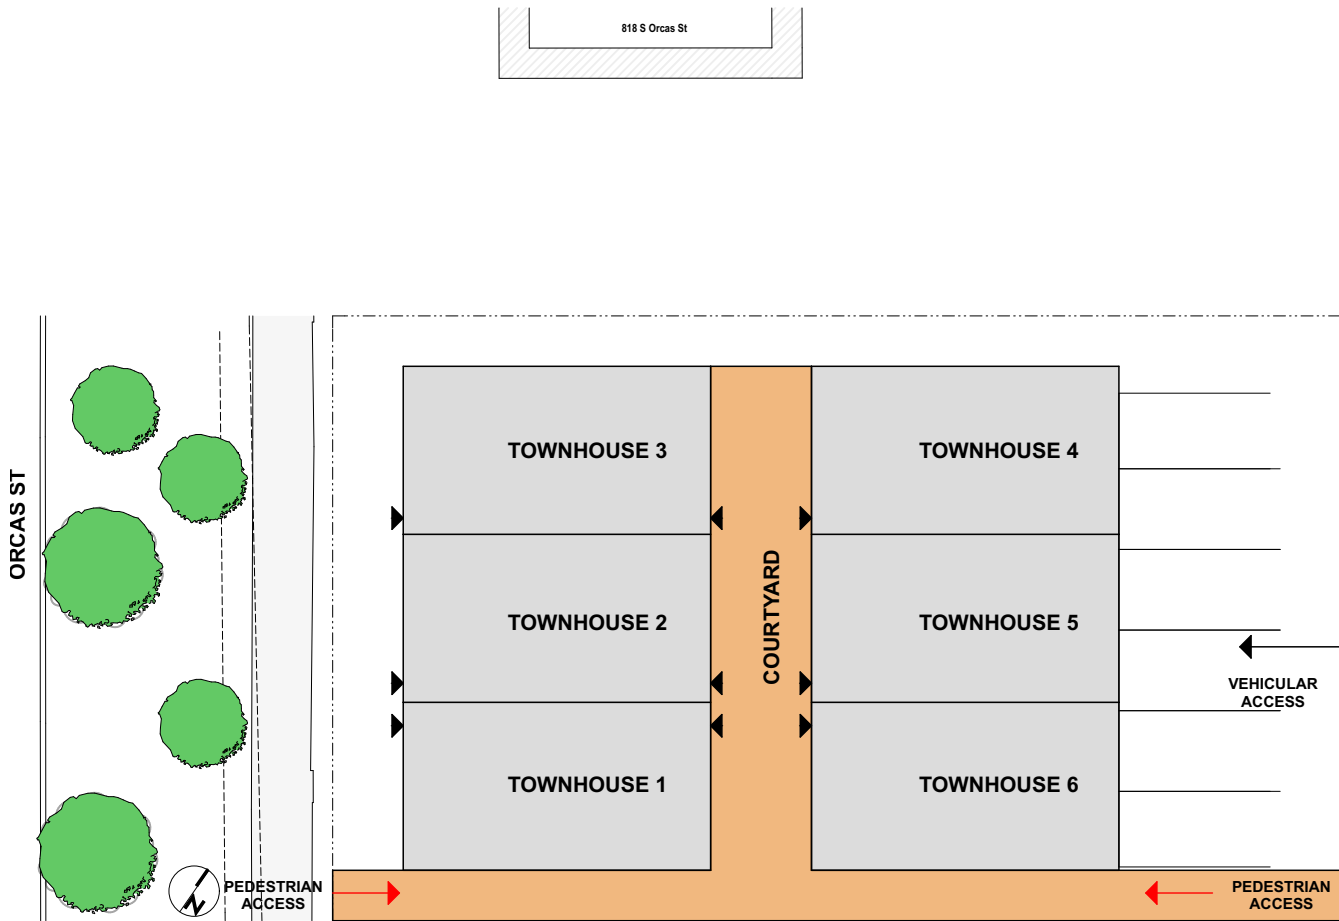 818 S Orcas St
ORCAS ST
TOWNHOUSE 3
TOWNHOUSE 4
TOWNHOUSE 2
COURTYARD
TOWNHOUSE 5
VEHICULAR
ACCESS
TOWNHOUSE 1
TOWNHOUSE 6
N
PEDESTRIAN
ACCESS
PEDESTRIAN
ACCESS